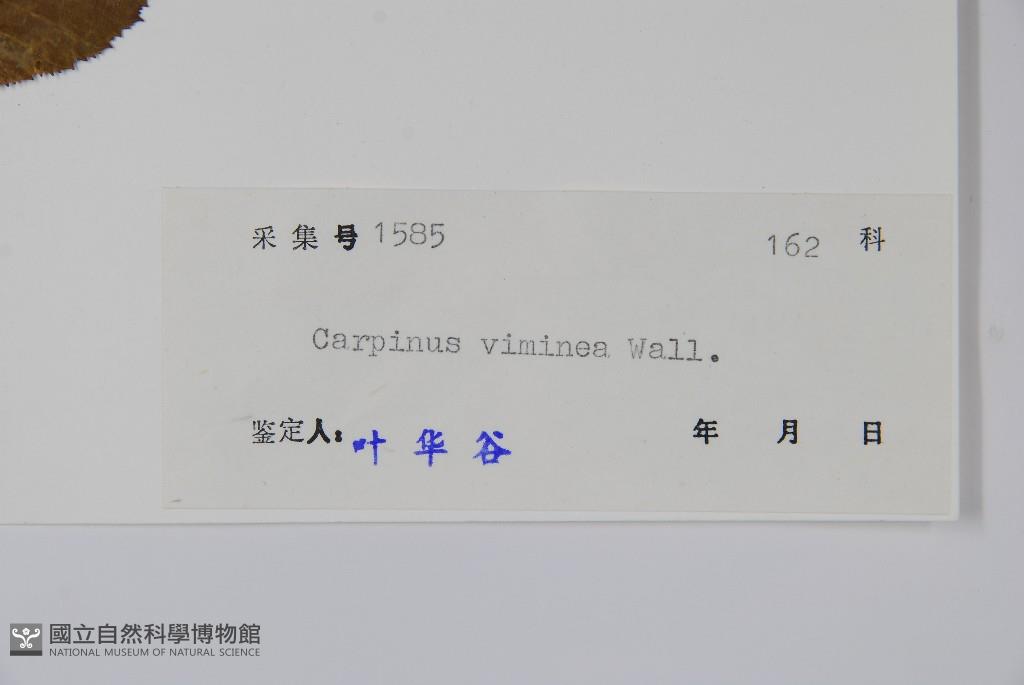 采集号 1585 162 科
Carpinus viminea Wall.
鉴定人: 叶华谷 年 月 日
國立自然科學博物館
NATIONAL MUSEUM OF NATURAL SCIENCE